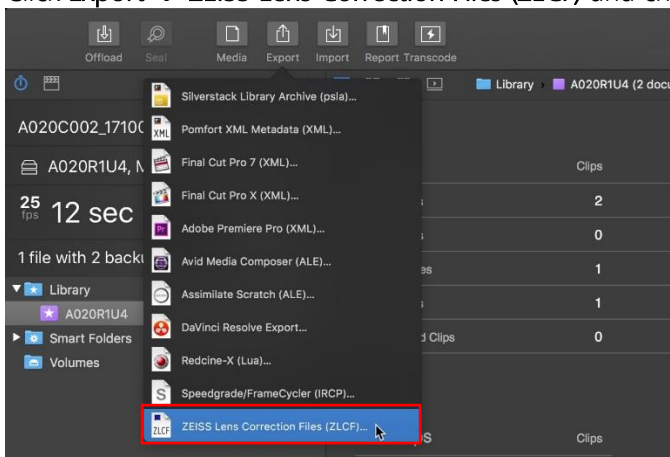 Offload Seal Media Export Import Report Transcode
Library A020R1U4 (2 docu
Silverstack Library Archive (psla)...
A020C002_1710
XML Pomfort XML Metadata (XML)...
A020R1U4,
Final Cut Pro 7 (XML)...
Clips
Final Cut Pro X (XML)...
25 fps 12 sec
2
Adobe Premiere Pro (XML)...
0
1 file with 2 backu
Avid Media Composer (ALE)...
1
Library
Assimilate Scratch (ALE)...
A020R1U4
1
Smart Folders
DaVinci Resolve Export...
d Clips
0
Volumes
Redcine-X (Lua)...
Speedgrade/FrameCycler (IRCP)...
ZLCF ZEISS Lens Correction Files (ZLCF)...
Clips